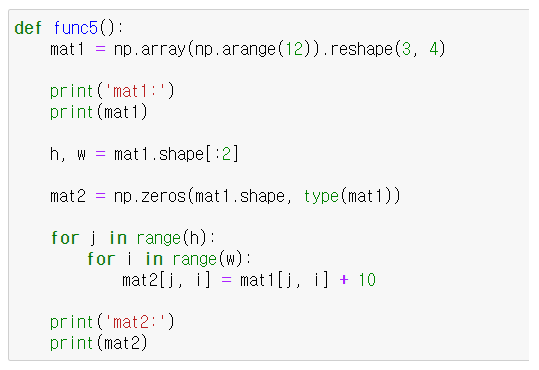 def func5():
    mat1 = np.array(np.arange(12)).reshape(3, 4)
    print('mat1:')
    print(mat1)
    h, w = mat1.shape[:2]
    mat2 = np.zeros(mat1.shape, type(mat1))
    for j in range(h):
        for i in range(w):
            mat2[j, i] = mat1[j, i] + 10
    print('mat2:')
    print(mat2)